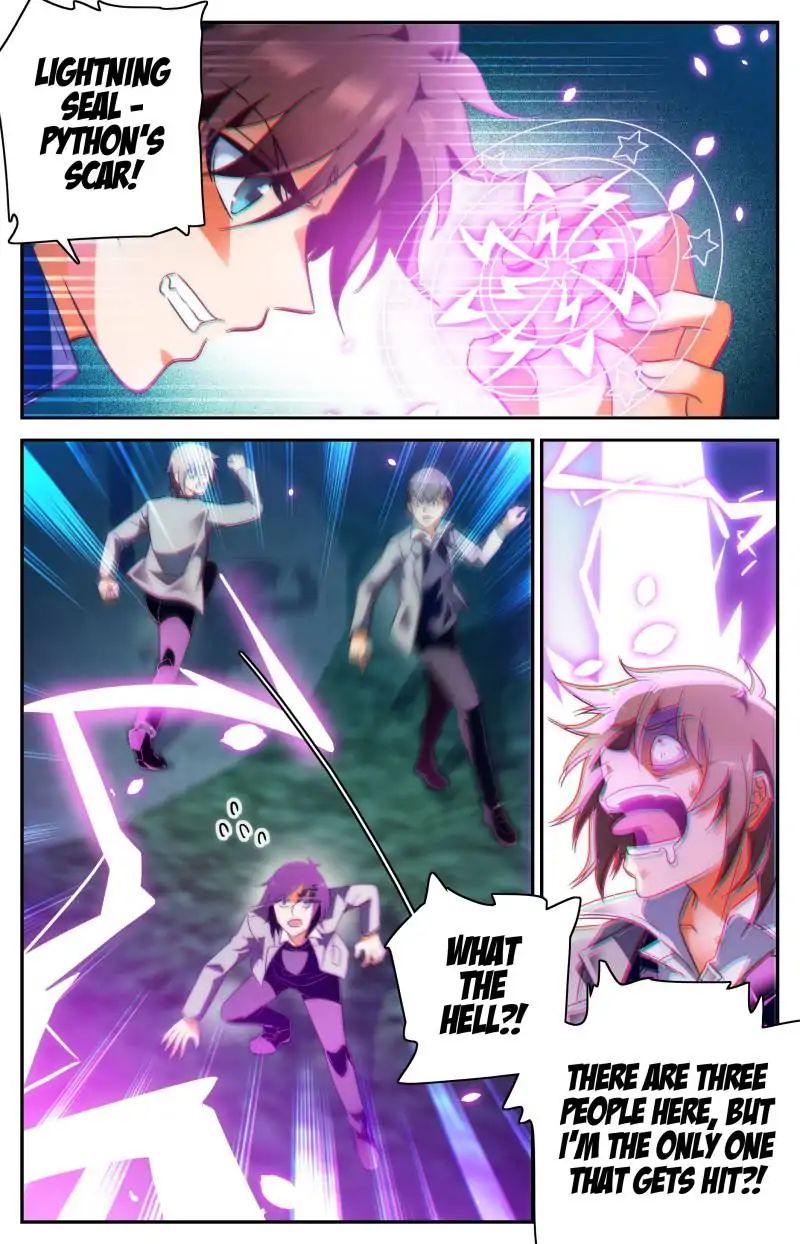 LIGHTNING
SEAL -
PYTHON'S
SCAR!
WHAT
THE
HELL?!
THERE ARE THREE
PEOPLE HERE, BUT
I'M THE ONLY ONE
THAT GETS HIT?!